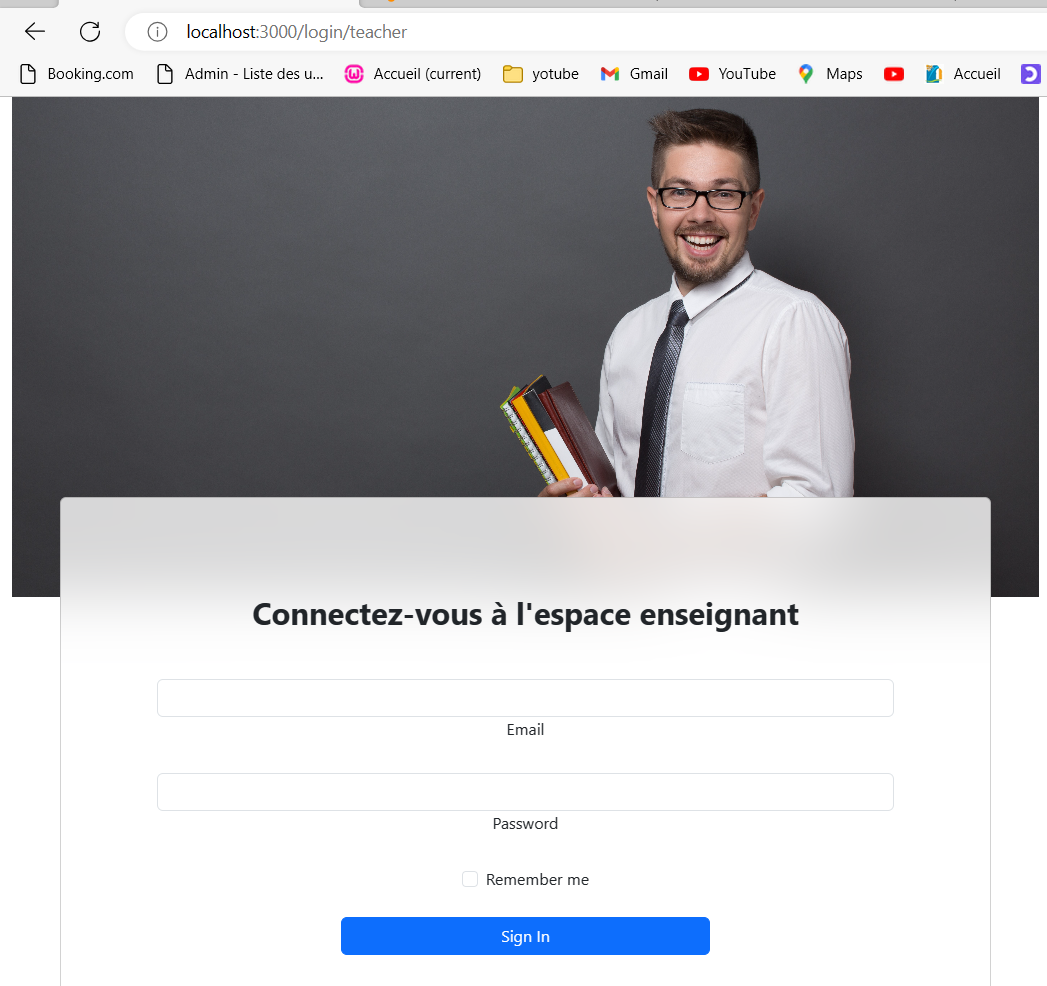 localhost:3000/login/teacher
Booking.com Admin - Liste des u... Accueil (current) yotube Gmail YouTube Maps Accueil
Connectez-vous à l'espace enseignant
Email
Password
Remember me
Sign In